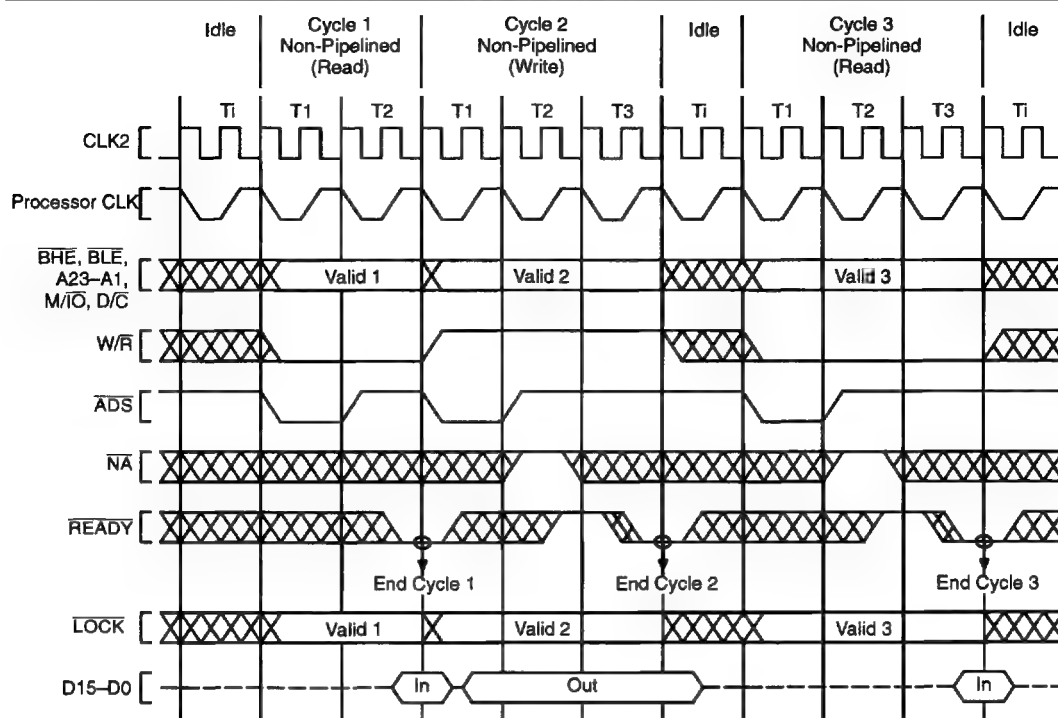 Idle
Cycle 1
Non-Pipelined
(Read)
Cycle 2
Non-Pipelined
(Write)
Idle
Cycle 3
Non-Pipelined
(Read)
Idle
Ti T1 T2 T1 T2 T3 Ti T1 T2 T3 Ti
CLK2
Processor CLK
BHE, BLE,
A23–A1,
M/IO, D/C
Valid 1 Valid 2 Valid 3
W/R
ADS
NA
READY
End Cycle 1 End Cycle 2 End Cycle 3
LOCK Valid 1 Valid 2 Valid 3
D15–D0 In Out In